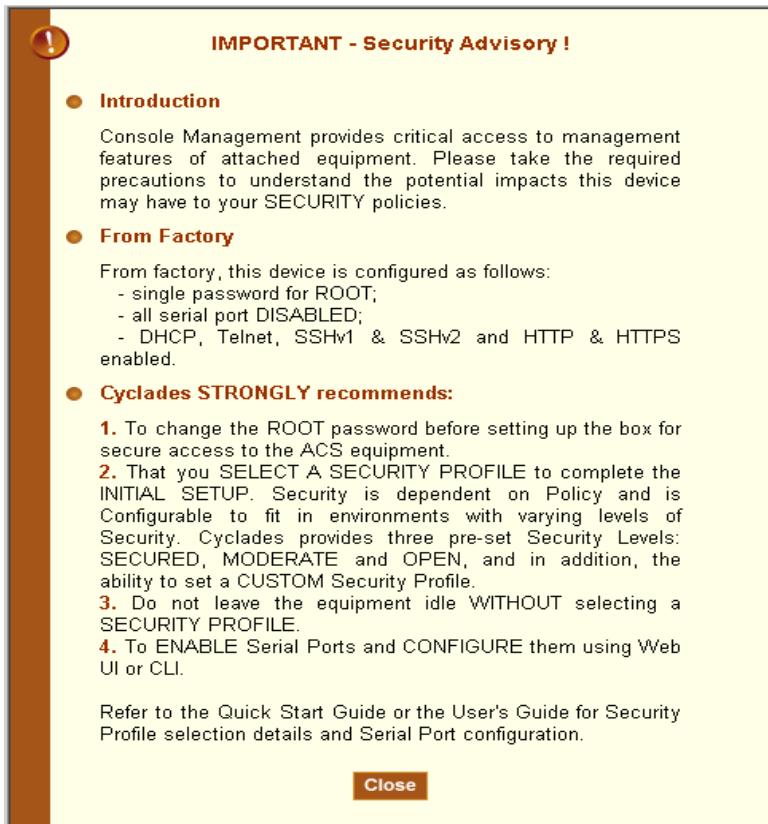 IMPORTANT - Security Advisory !
Introduction
Console Management provides critical access to management
features of attached equipment. Please take the required
precautions to understand the potential impacts this device
may have to your SECURITY policies.
From Factory
From factory, this device is configured as follows:
- single password for ROOT;
- all serial port DISABLED;
- DHCP, Telnet, SSHv1 & SSHv2 and HTTP & HTTPS
enabled.
Cyclades STRONGLY recommends:
1. To change the ROOT password before setting up the box for
secure access to the ACS equipment.
2. That you SELECT A SECURITY PROFILE to complete the
INITIAL SETUP. Security is dependent on Policy and is
Configurable to fit in environments with varying levels of
Security. Cyclades provides three pre-set Security Levels:
SECURED, MODERATE and OPEN, and in addition, the
ability to set a CUSTOM Security Profile.
3. Do not leave the equipment idle WITHOUT selecting a
SECURITY PROFILE.
4. To ENABLE Serial Ports and CONFIGURE them using Web
UI or CLI.
Refer to the Quick Start Guide or the User's Guide for Security
Profile selection details and Serial Port configuration.
Close